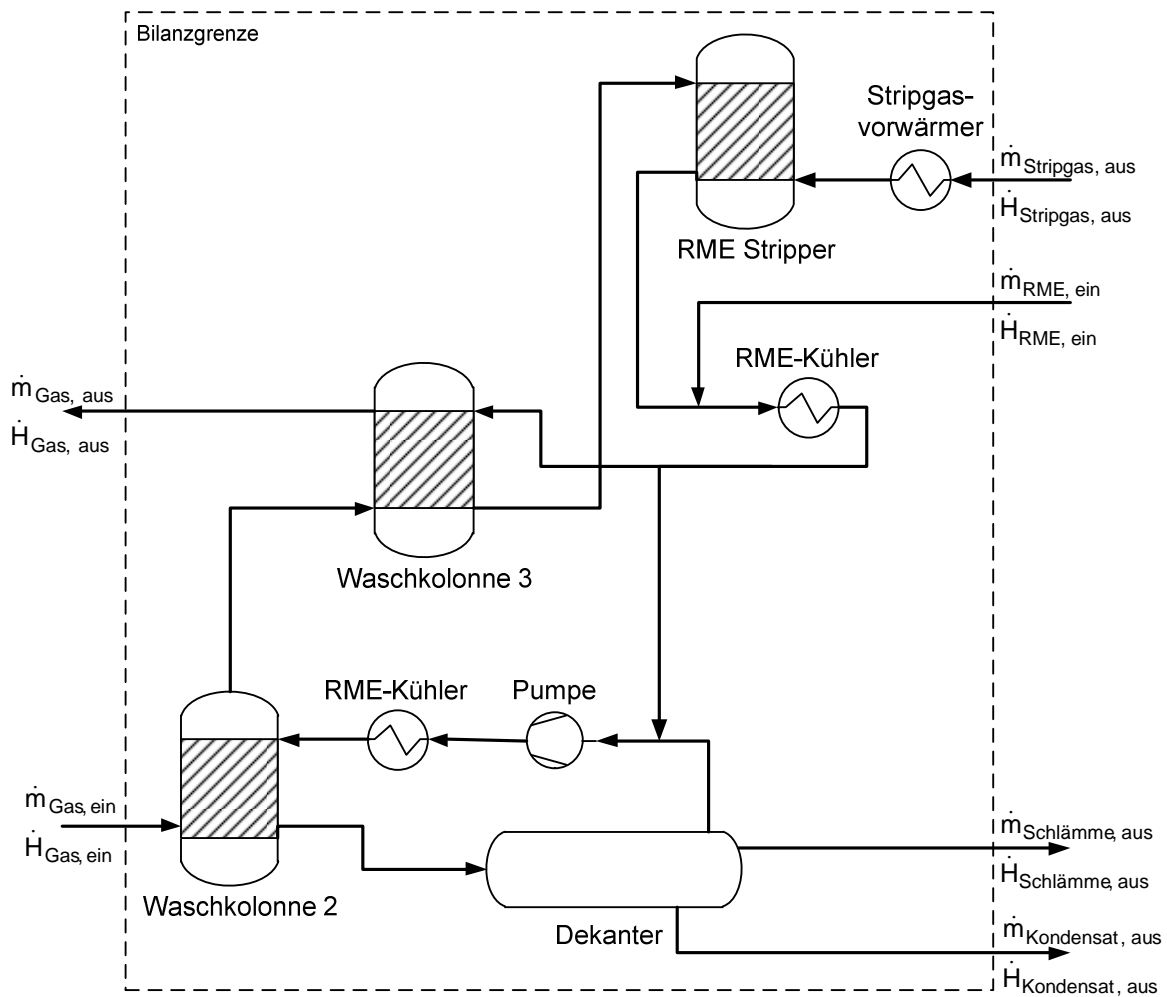 Bilanzgrenze
Stripgas-
vorwärmer
ṁStripgas, aus
ḢStripgas, aus
RME Stripper
ṁRME, ein
ḢRME, ein
RME-Kühler
ṁGas, aus
ḢGas, aus
Waschkolonne 3
RME-Kühler
Pumpe
ṁGas, ein
ḢGas, ein
ṁSchlämme, aus
ḢSchlämme, aus
Waschkolonne 2
Dekanter
ṁKondensat, aus
ḢKondensat, aus